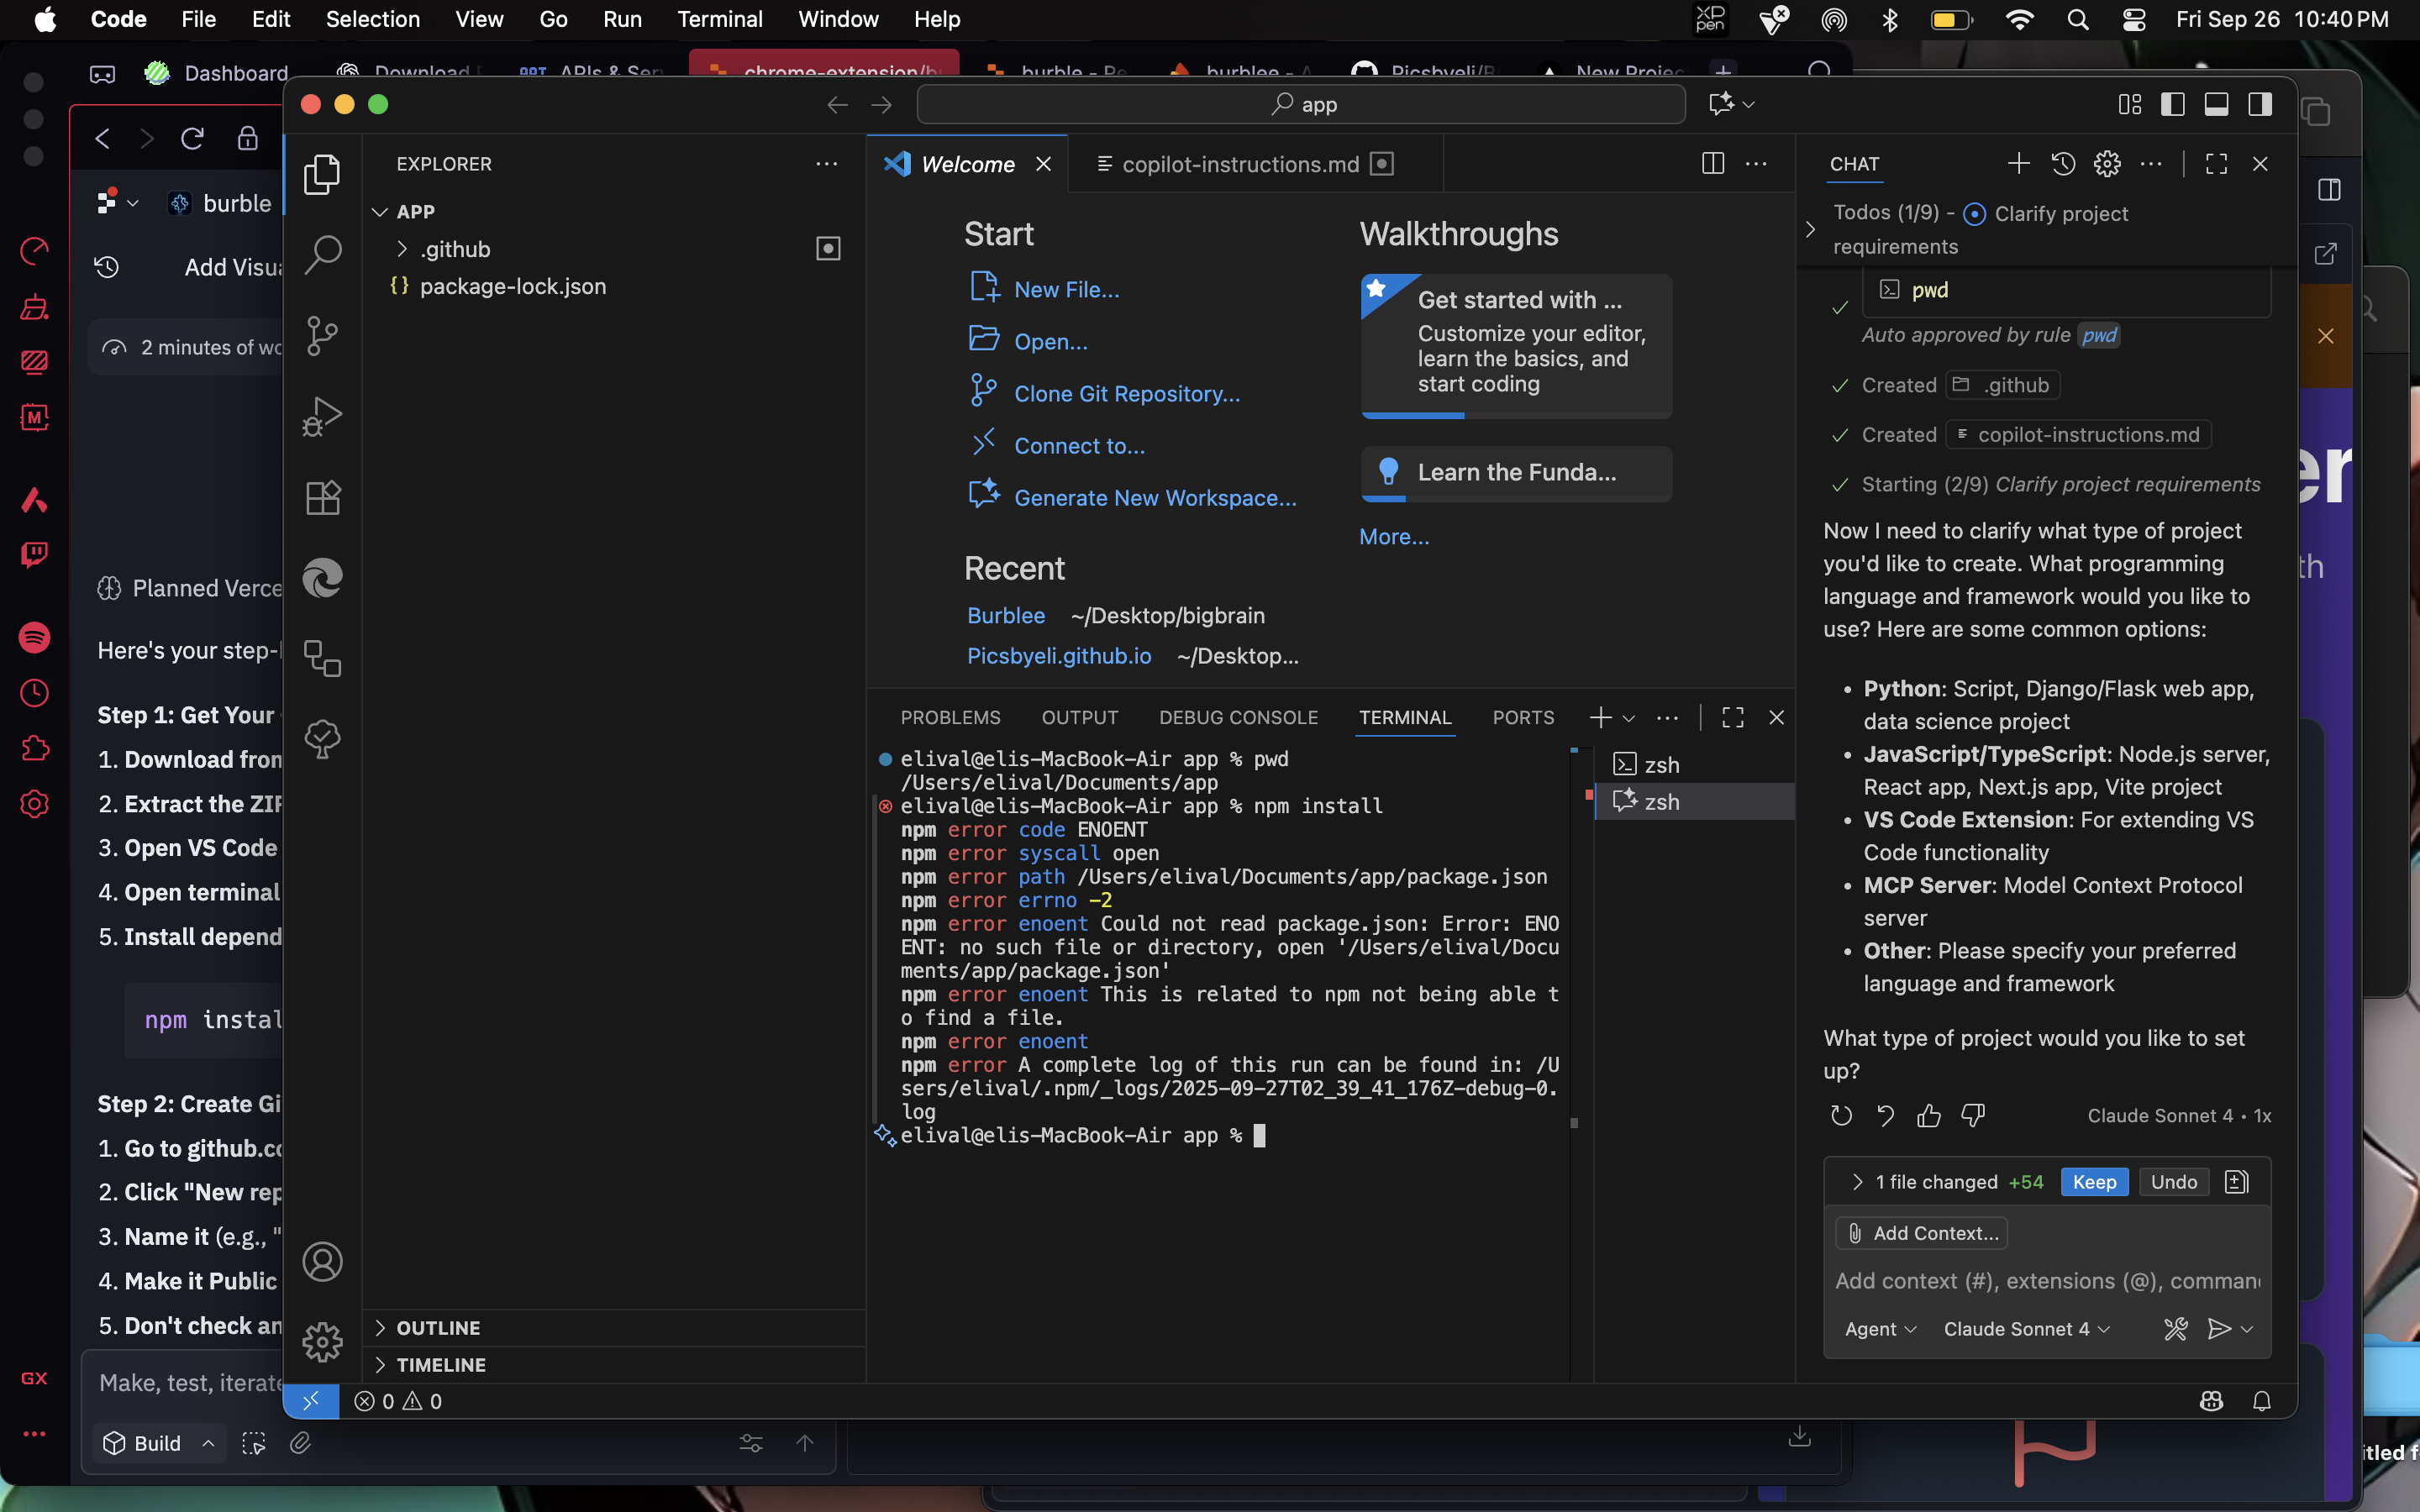 Code File Edit Selection View Go Run Terminal Window Help
XP pen
Fri Sep 26 10:40 PM
Dashboard
burble
Add Visu
2 minutes of wo
Planned Verce
Here's your step-
Step 1: Get Your
1. Download fron
2. Extract the ZIP
3. Open VS Code
4. Open terminal
5. Install depend
npm instal
Step 2: Create Gi
1. Go to github.co
2. Click "New rep
3. Name it (e.g., "
4. Make it Public
5. Don't check an
Make, test, iterate
Build
GX
app
EXPLORER
APP
.github
{} package-lock.json
OUTLINE
TIMELINE
0 0
Welcome
copilot-instructions.md
Start
New File...
Open...
Clone Git Repository...
Connect to...
Generate New Workspace...
Recent
Burblee ~/Desktop/bigbrain
Picsbyeli.github.io ~/Desktop...
Walkthroughs
Get started with ...
Customize your editor,
learn the basics, and
start coding
Learn the Funda...
More...
PROBLEMS OUTPUT DEBUG CONSOLE TERMINAL PORTS
elival@elis-MacBook-Air app % pwd
/Users/elival/Documents/app
elival@elis-MacBook-Air app % npm install
npm error code ENOENT
npm error syscall open
npm error path /Users/elival/Documents/app/package.json
npm error errno -2
npm error enoent Could not read package.json: Error: ENO
ENT: no such file or directory, open '/Users/elival/Docu
ments/app/package.json'
npm error enoent This is related to npm not being able t
o find a file.
npm error enoent
npm error A complete log of this run can be found in: /U
sers/elival/.npm/_logs/2025-09-27T02_39_41_176Z-debug-0.
log
elival@elis-MacBook-Air app %
zsh
zsh
CHAT
Todos (1/9) - Clarify project
requirements
pwd
Auto approved by rule pwd
Created .github
Created copilot-instructions.md
Starting (2/9) Clarify project requirements
Now I need to clarify what type of project
you'd like to create. What programming
language and framework would you like to
use? Here are some common options:
• Python: Script, Django/Flask web app,
data science project
• JavaScript/TypeScript: Node.js server,
React app, Next.js app, Vite project
• VS Code Extension: For extending VS
Code functionality
• MCP Server: Model Context Protocol
server
• Other: Please specify your preferred
language and framework
What type of project would you like to set
up?
Claude Sonnet 4 • 1x
1 file changed +54 Keep Undo
Add Context...
Add context (#), extensions (@), comman
Agent Claude Sonnet 4
er
th
itled f